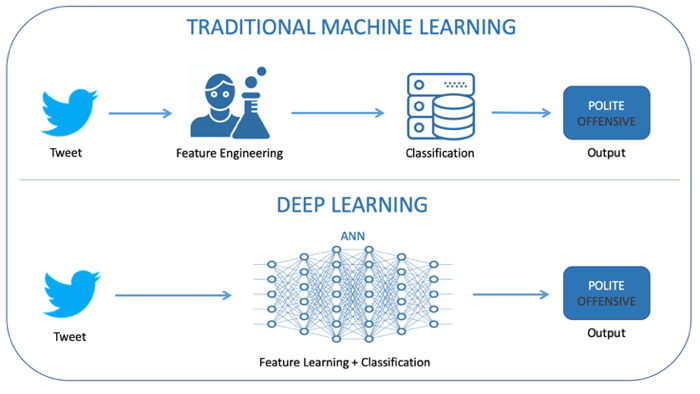 TRADITIONAL MACHINE LEARNING
POLITE
OFFENSIVE
Tweet
Feature Engineering
Classification
Output
DEEP LEARNING
ANN
POLITE
OFFENSIVE
Tweet
Output
Feature Learning + Classification